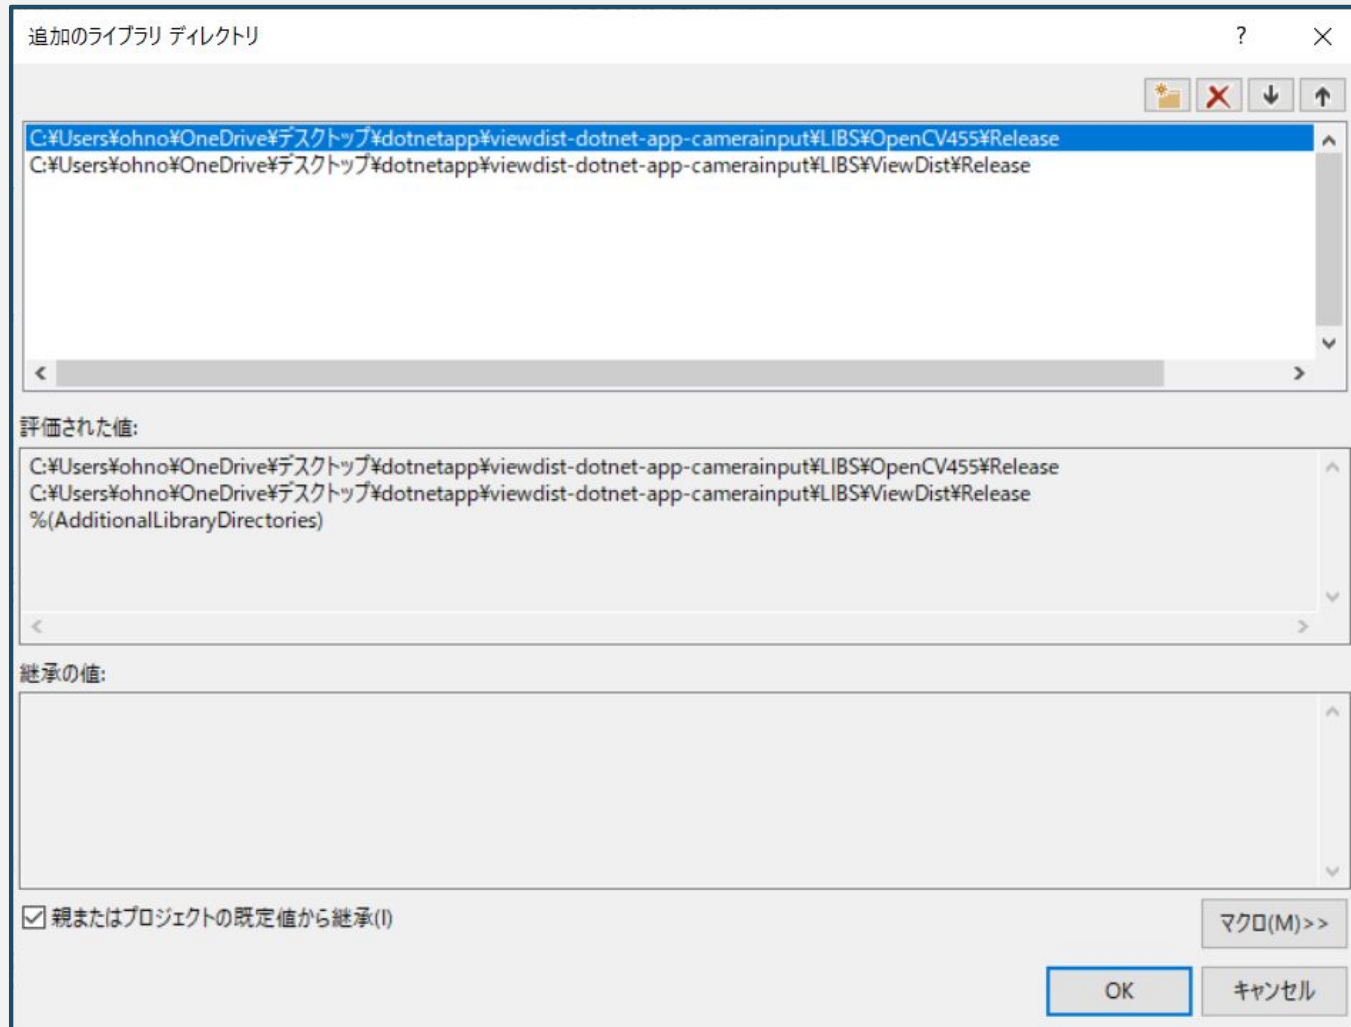 追加のライブラリ ディレクトリ
?
C:¥Users¥ohno¥OneDrive¥デスクトップ¥dotnetapp¥viewdist-dotnet-app-camerainput¥LIBS¥OpenCV455¥Release
C:¥Users¥ohno¥OneDrive¥デスクトップ¥dotnetapp¥viewdist-dotnet-app-camerainput¥LIBS¥ViewDist¥Release
評価された値:
C:¥Users¥ohno¥OneDrive¥デスクトップ¥dotnetapp¥viewdist-dotnet-app-camerainput¥LIBS¥OpenCV455¥Release
C:¥Users¥ohno¥OneDrive¥デスクトップ¥dotnetapp¥viewdist-dotnet-app-camerainput¥LIBS¥ViewDist¥Release
%(AdditionalLibraryDirectories)
継承の値:
親またはプロジェクトの既定値から継承(I)
マクロ(M)>>
OK
キャンセル